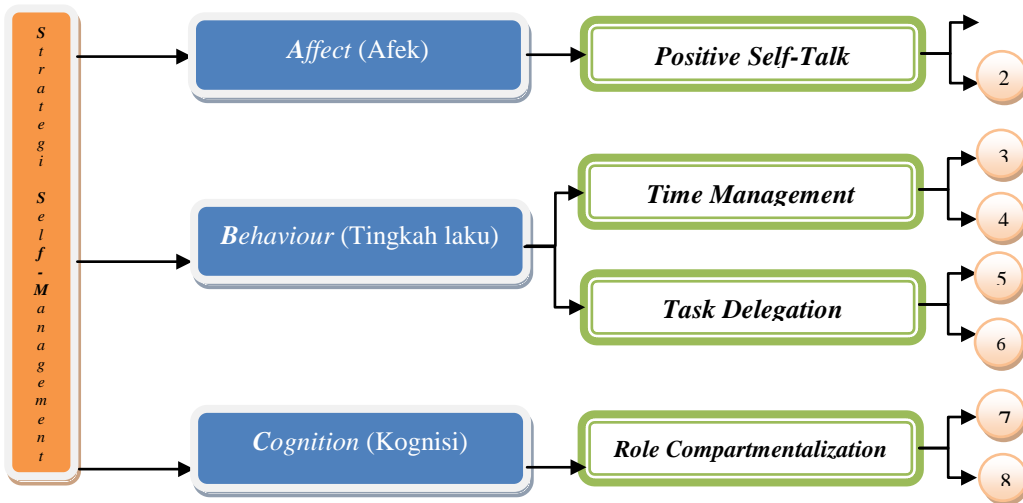 Strategi Self-Management
Affect (Afek)
Positive Self-Talk
2
Behaviour (Tingkah laku)
Time Management
3
4
Task Delegation
5
6
Cognition (Kognisi)
Role Compartmentalization
7
8